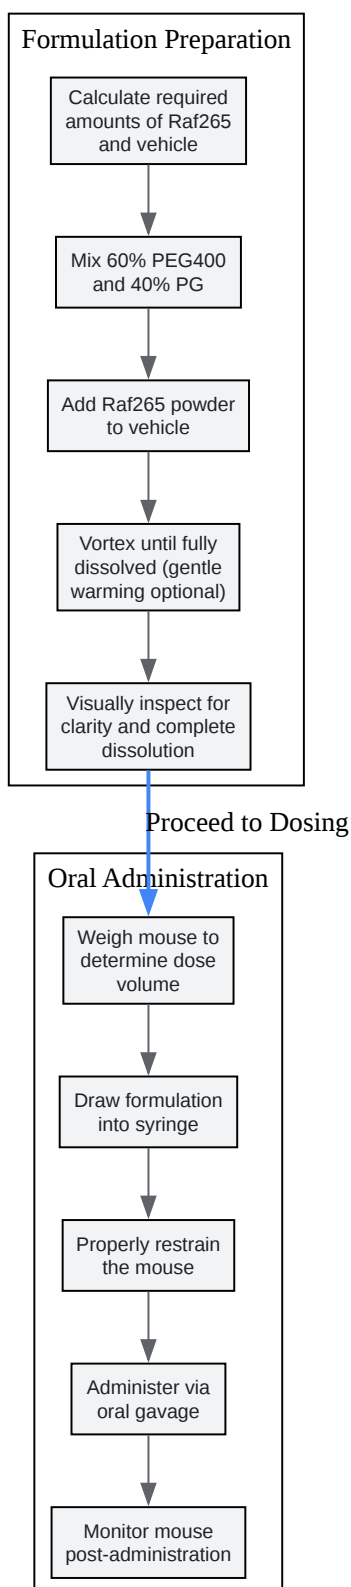 Formulation Preparation
Calculate required
amounts of Raf265
and vehicle
Mix 60% PEG400
and 40% PG
Add Raf265 powder
to vehicle
Vortex until fully
dissolved (gentle
warming optional)
Visually inspect for
clarity and complete
dissolution
Proceed to Dosing
Oral Administration
Weigh mouse to
determine dose
volume
Draw formulation
into syringe
Properly restrain
the mouse
Administer via
oral gavage
Monitor mouse
post-administration